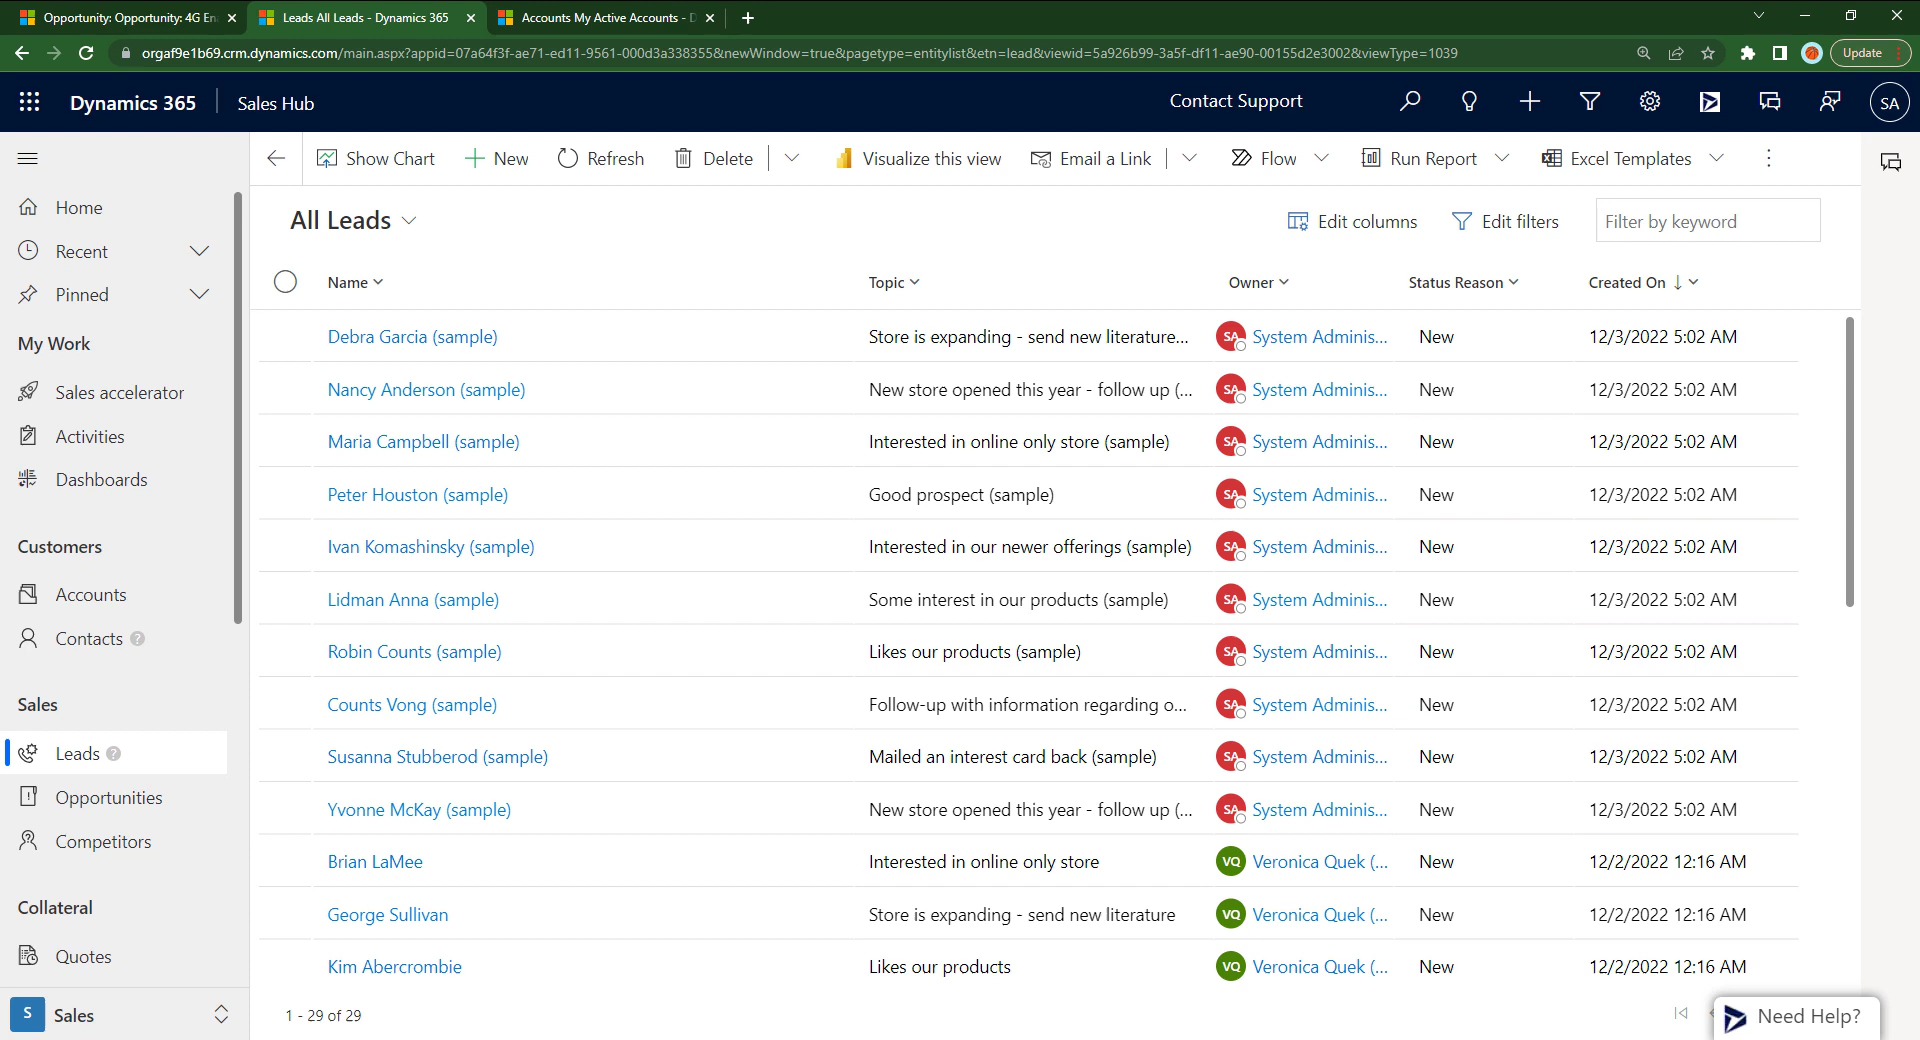 Opportunity: Opportunity: 4G En
Leads All Leads - Dynamics 365
Accounts My Active Accounts - D
orgaf9e1b69.crm.dynamics.com/main.aspx?appid=07a64f3f-ae71-ed11-9561-000d3a338355&newWindow=true&pagetype=entitylist&etn=lead&viewid=5a926b99-3a5f-df11-ae90-00155d2e3002&viewType=1039
Update
Dynamics 365
Sales Hub
Contact Support
SA
Show Chart
New
Refresh
Delete
Visualize this view
Email a Link
Flow
Run Report
Excel Templates
Home
Recent
Pinned
My Work
Sales accelerator
Activities
Dashboards
Customers
Accounts
Contacts
Sales
Leads
Opportunities
Competitors
Collateral
Quotes
S Sales
All Leads
Edit columns
Edit filters
Filter by keyword
Name Topic Owner Status Reason Created On
Debra Garcia (sample) Store is expanding - send new literature... SA System Adminis... New 12/3/2022 5:02 AM
Nancy Anderson (sample) New store opened this year - follow up (... SA System Adminis... New 12/3/2022 5:02 AM
Maria Campbell (sample) Interested in online only store (sample) SA System Adminis... New 12/3/2022 5:02 AM
Peter Houston (sample) Good prospect (sample) SA System Adminis... New 12/3/2022 5:02 AM
Ivan Komashinsky (sample) Interested in our newer offerings (sample) SA System Adminis... New 12/3/2022 5:02 AM
Lidman Anna (sample) Some interest in our products (sample) SA System Adminis... New 12/3/2022 5:02 AM
Robin Counts (sample) Likes our products (sample) SA System Adminis... New 12/3/2022 5:02 AM
Counts Vong (sample) Follow-up with information regarding o... SA System Adminis... New 12/3/2022 5:02 AM
Susanna Stubberod (sample) Mailed an interest card back (sample) SA System Adminis... New 12/3/2022 5:02 AM
Yvonne McKay (sample) New store opened this year - follow up (... SA System Adminis... New 12/3/2022 5:02 AM
Brian LaMee Interested in online only store VQ Veronica Quek (... New 12/2/2022 12:16 AM
George Sullivan Store is expanding - send new literature VQ Veronica Quek (... New 12/2/2022 12:16 AM
Kim Abercrombie Likes our products VQ Veronica Quek (... New 12/2/2022 12:16 AM
1 - 29 of 29
Need Help?